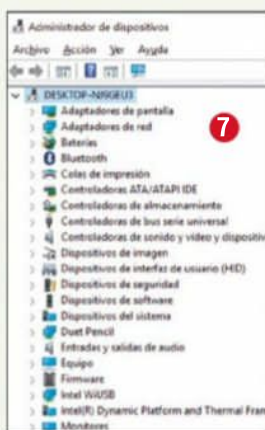 Administrador de dispositivos
Archivo Acción Ver Ayuda
DESKTOP-NJ9GEU3
Adaptadores de pantalla
Adaptadores de red
7
Baterías
Bluetooth
Colas de impresión
Controladoras ATA/ATAPI IDE
Controladoras de almacenamiento
Controladoras de bus serie universal
Controladoras de sonido y vídeo y dispositiv
Dispositivos de imagen
Dispositivos de interfaz de usuario (HID)
Dispositivos de seguridad
Dispositivos de software
Dispositivos del sistema
Duet Pencil
Entradas y salidas de audio
Equipo
Firmware
Intel WiUSB
Intel(R) Dynamic Platform and Thermal Fran
Monitores